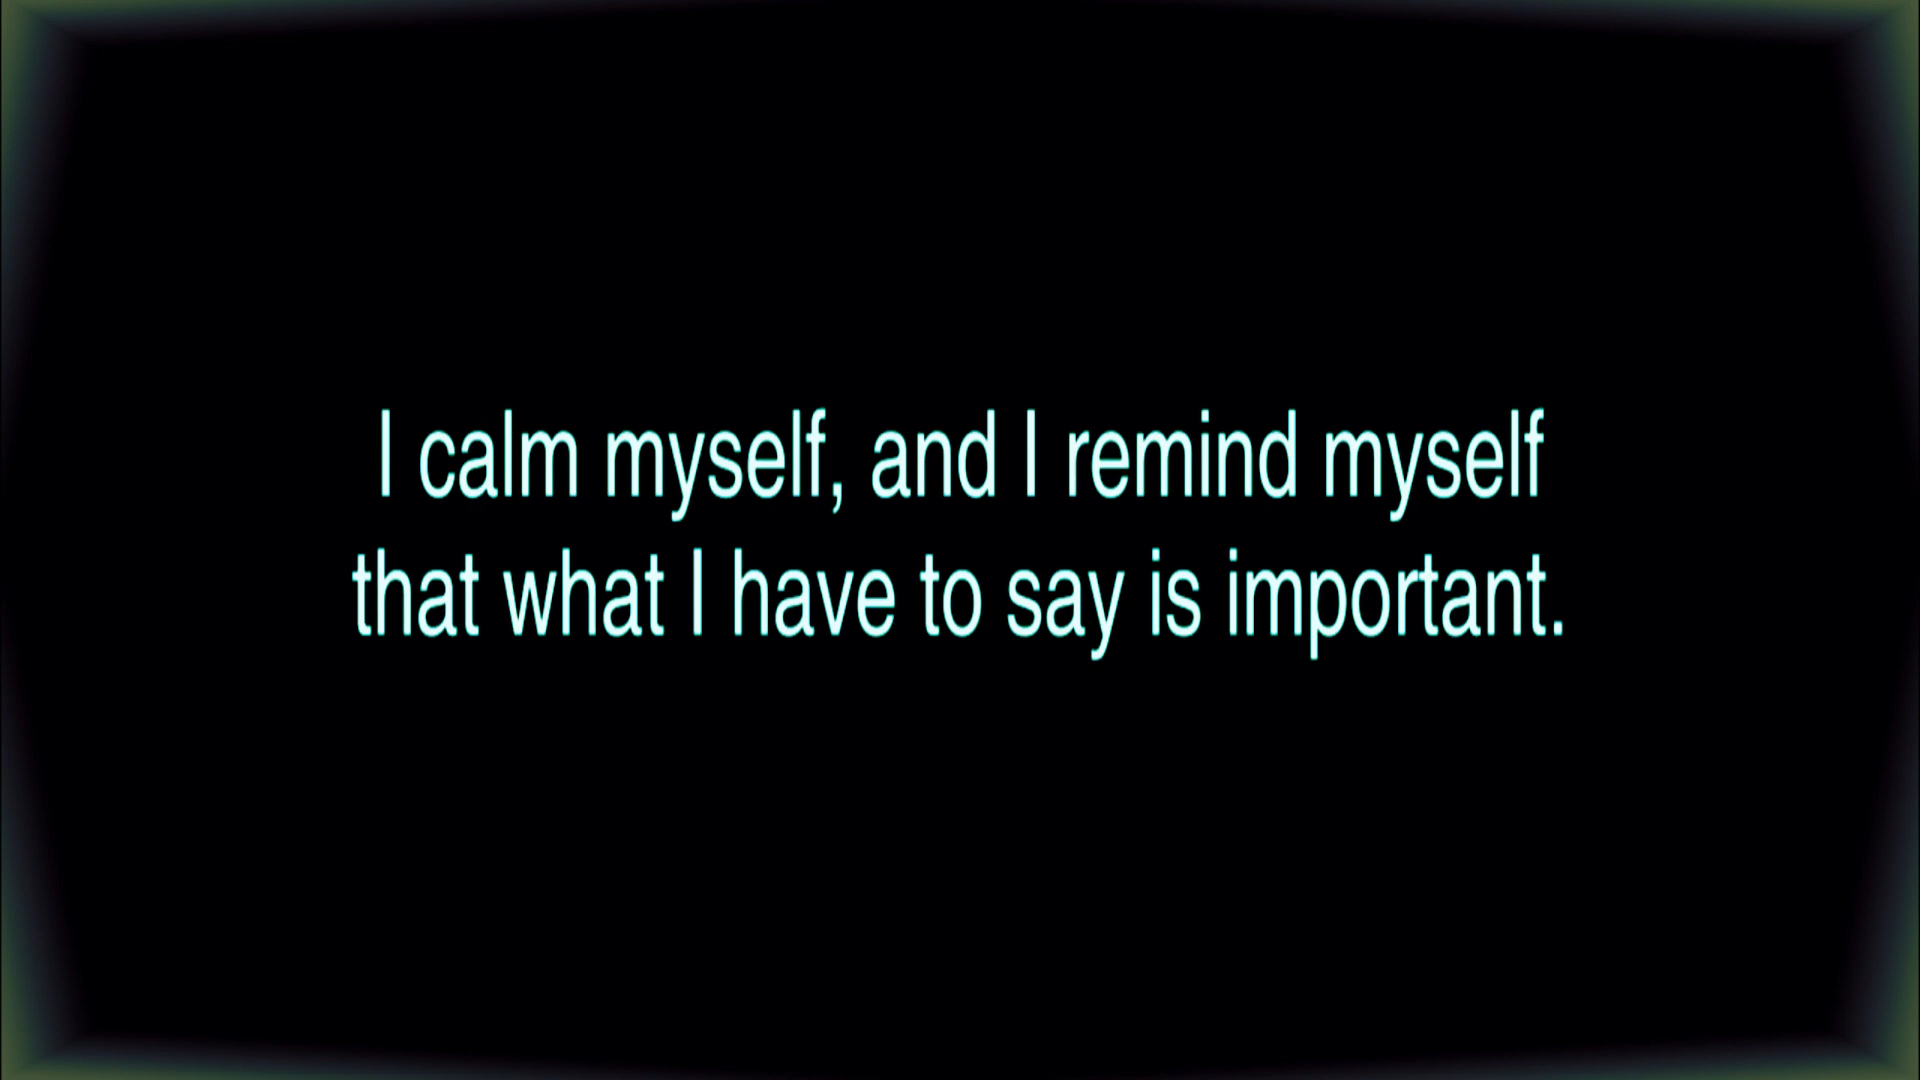 I calm myself, and I remind myself
that what I have to say is important.